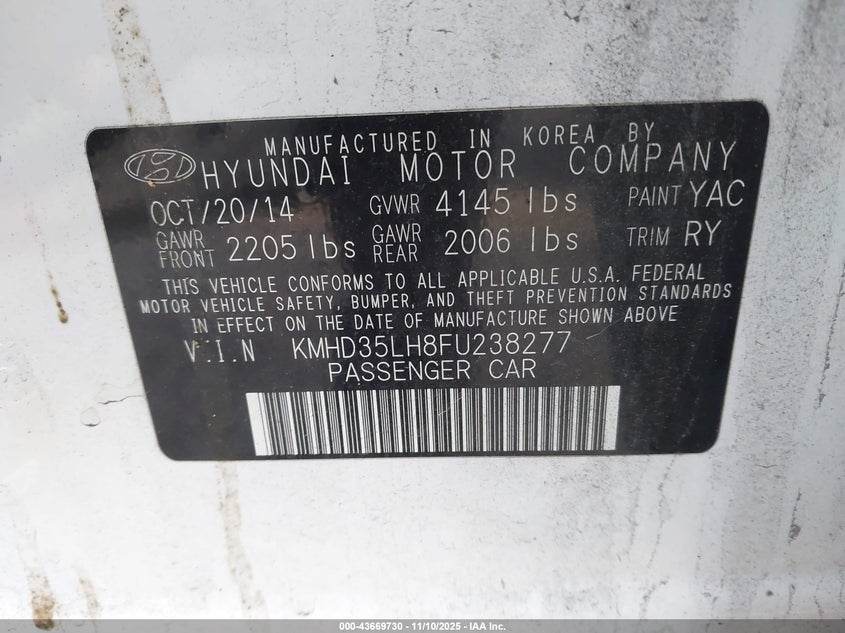 MANUFACTURED IN KOREA BY
HYUNDAI MOTOR COMPANY
OCT/20/14 GVWR 4145 lbs PAINT YAC
GAWR FRONT 2205 lbs GAWR REAR 2006 lbs TRIM RY
THIS VEHICLE CONFORMS TO ALL APPLICABLE U.S.A. FEDERAL
MOTOR VEHICLE SAFETY, BUMPER, AND THEFT PREVENTION STANDARDS
IN EFFECT ON THE DATE OF MANUFACTURE SHOWN ABOVE
V.I.N KMHD35LH8FU238277
PASSENGER CAR
000-43669730 - 11/10/2025 - IAA Inc.